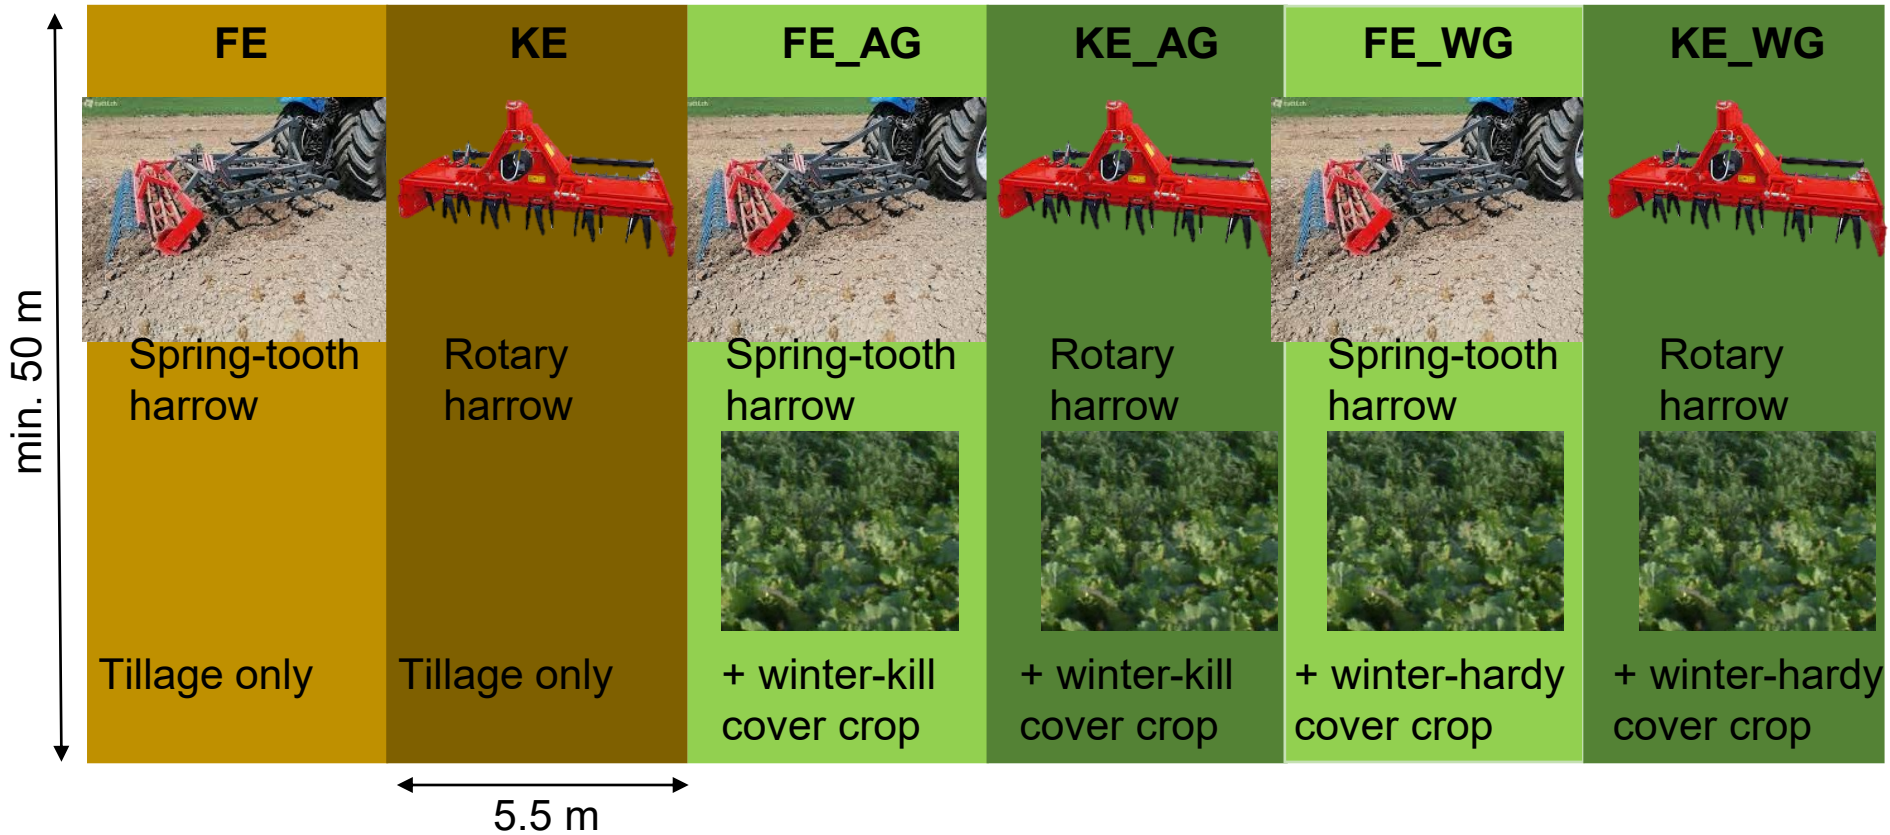 FE
KE
FE_AG
KE_AG
FE_WG
KE_WG
min. 50 m
Spring-tooth
harrow
Rotary
harrow
Spring-tooth
harrow
Rotary
harrow
Spring-tooth
harrow
Rotary
harrow
Tillage only
Tillage only
+ winter-kill
cover crop
+ winter-kill
cover crop
+ winter-hardy
cover crop
+ winter-hardy
cover crop
5.5 m